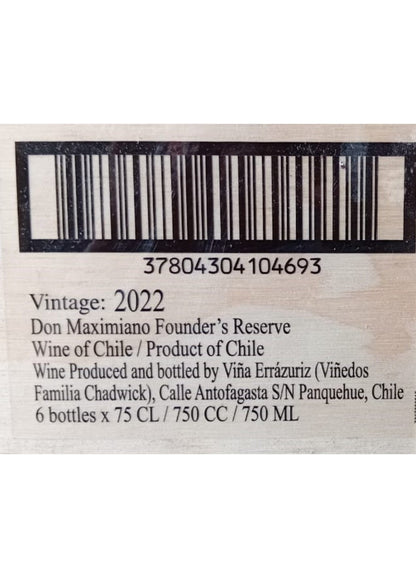 37804304104693
Vintage: 2022
Don Maximiano Founder's Reserve
Wine of Chile / Product of Chile
Wine Produced and bottled by Viña Errázuriz (Viñedos
Familia Chadwick), Calle Antofagasta S/N Panquehue, Chile
6 bottles x 75 CL / 750 CC / 750 ML